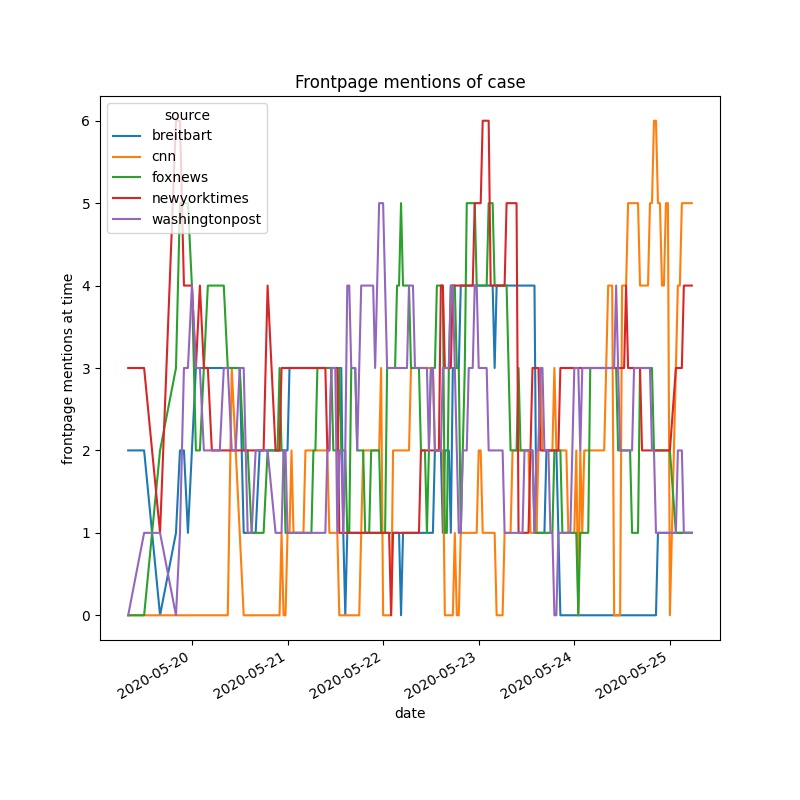 Frontpage mentions of case
source
breitbart
cnn
foxnews
newyorktimes
washingtonpost
6
5
4
3
2
1
0
frontpage mentions at time
2020-05-20
2020-05-21
2020-05-22
2020-05-23
2020-05-24
2020-05-25
date